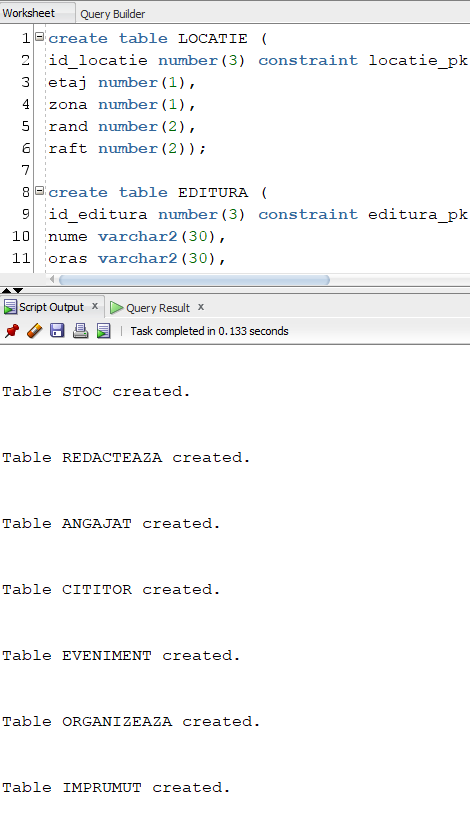 Worksheet Query Builder
1 create table LOCATIE (
2 id_locatie number(3) constraint locatie_pk
3 etaj number(1),
4 zona number(1),
5 rand number(2),
6 raft number(2));
7
8 create table EDITURA (
9 id_editura number(3) constraint editura_pk
10 nume varchar2(30),
11 oras varchar2(30),
Script Output x Query Result x
Task completed in 0.133 seconds
Table STOC created.
Table REDACTEAZA created.
Table ANGAJAT created.
Table CITITOR created.
Table EVENIMENT created.
Table ORGANIZEAZA created.
Table IMPRUMUT created.